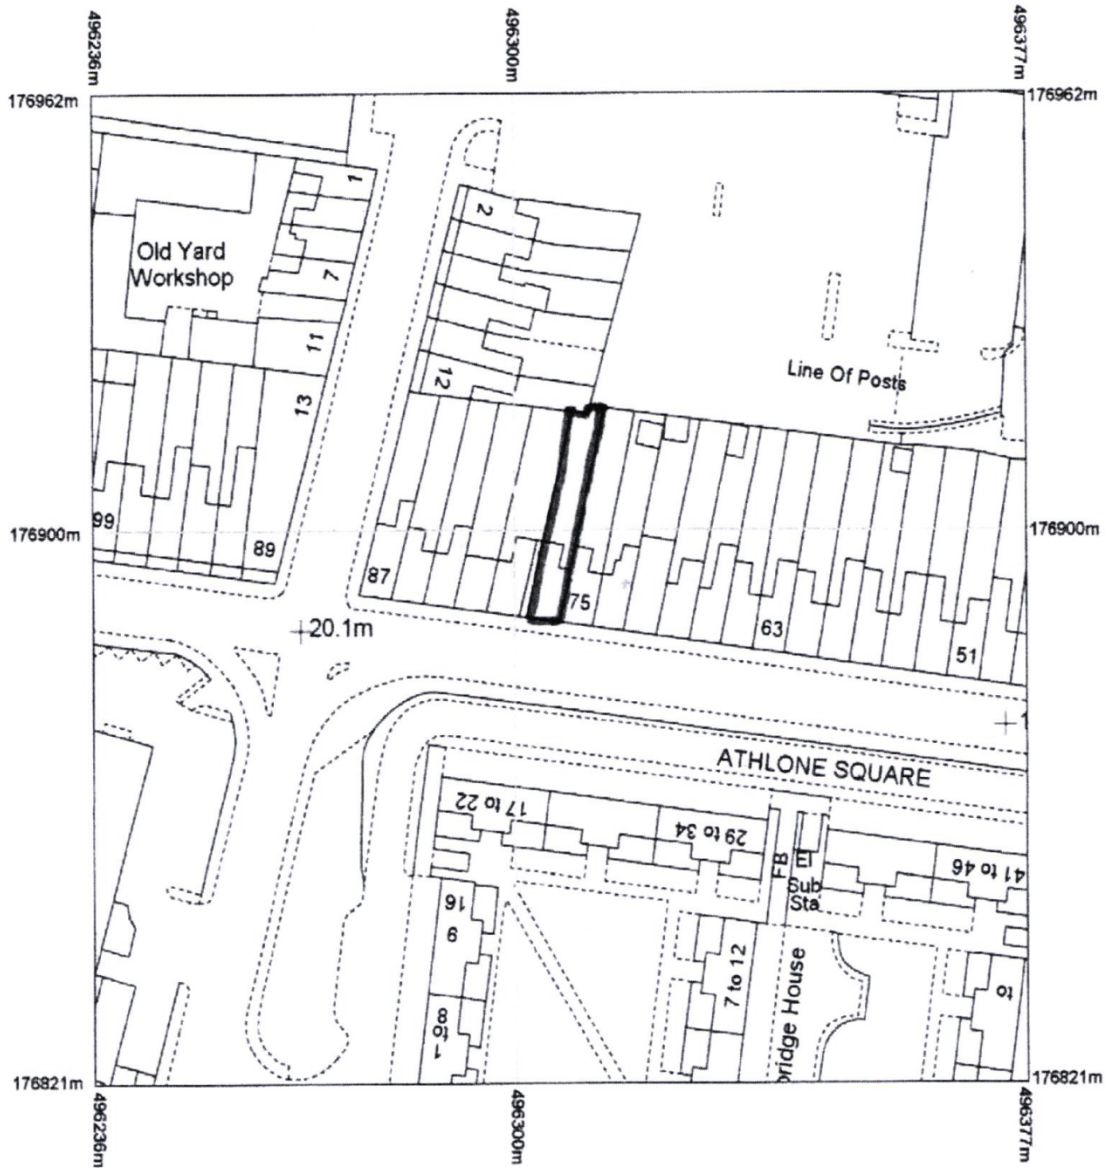 496236m
496300m
496377m
176962m
176962m
1
2
Old Yard
Workshop
7
11
12
13
Line Of Posts
99
176900m
176900m
89
87
75
63
51
20.1m
1
ATHLONE SQUARE
17 to 22
29 to 34
41 to 46
FB
El
Sub
Sta
16
9
7 to 12
ridge House
to
8 to 1
176821m
176821m
496236m
496300m
496377m